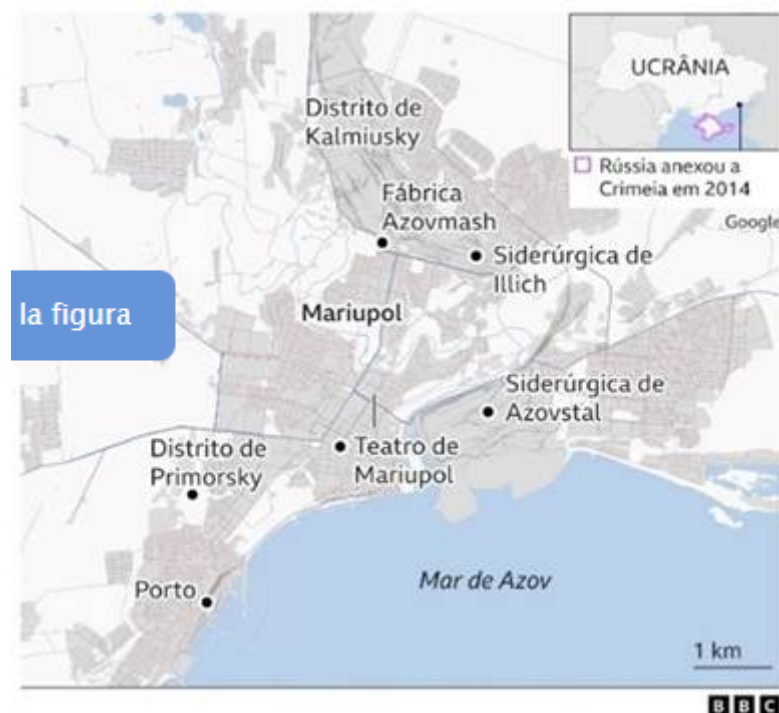 UCRÂNIA
Rússia anexou a
Crimeia em 2014
Google
Distrito de
Kalmiusky
Fábrica
Azovmash
Siderúrgica de
Illich
la figura
Mariupol
Siderúrgica de
Azovstal
Distrito de
Primorsky
Teatro de
Mariupol
Porto
Mar de Azov
1 km
BBC